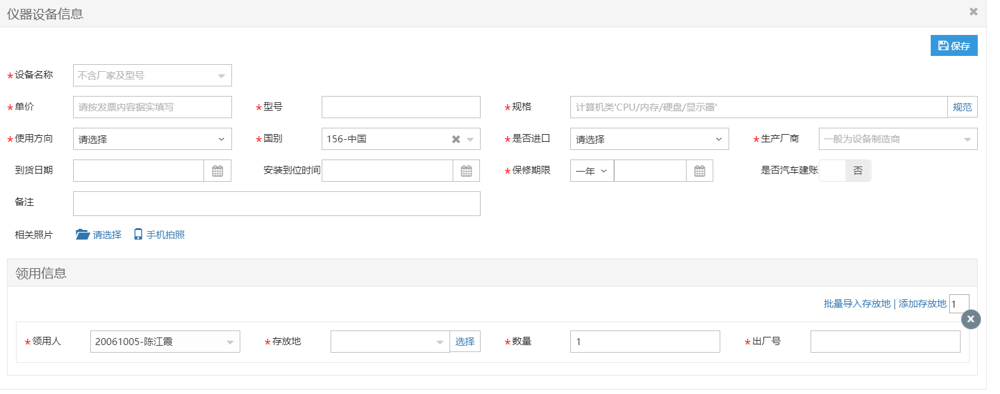 仪器设备信息
保存
*设备名称 不含厂家及型号
*单价 请按发票内容据实填写 *型号 *规格 计算机类'CPU/内存/硬盘/显示器' 规范
*使用方向 请选择 *国别 156-中国 *是否进口 请选择 *生产厂商 一般为设备制造商
到货日期 安装到位时间 *保修期限 一年 是否汽车建账 否
备注
相关照片 请选择 手机拍照
领用信息
批量导入存放地 | 添加存放地 1
*领用人 20061005-陈江霞 *存放地 选择 *数量 1 *出厂号